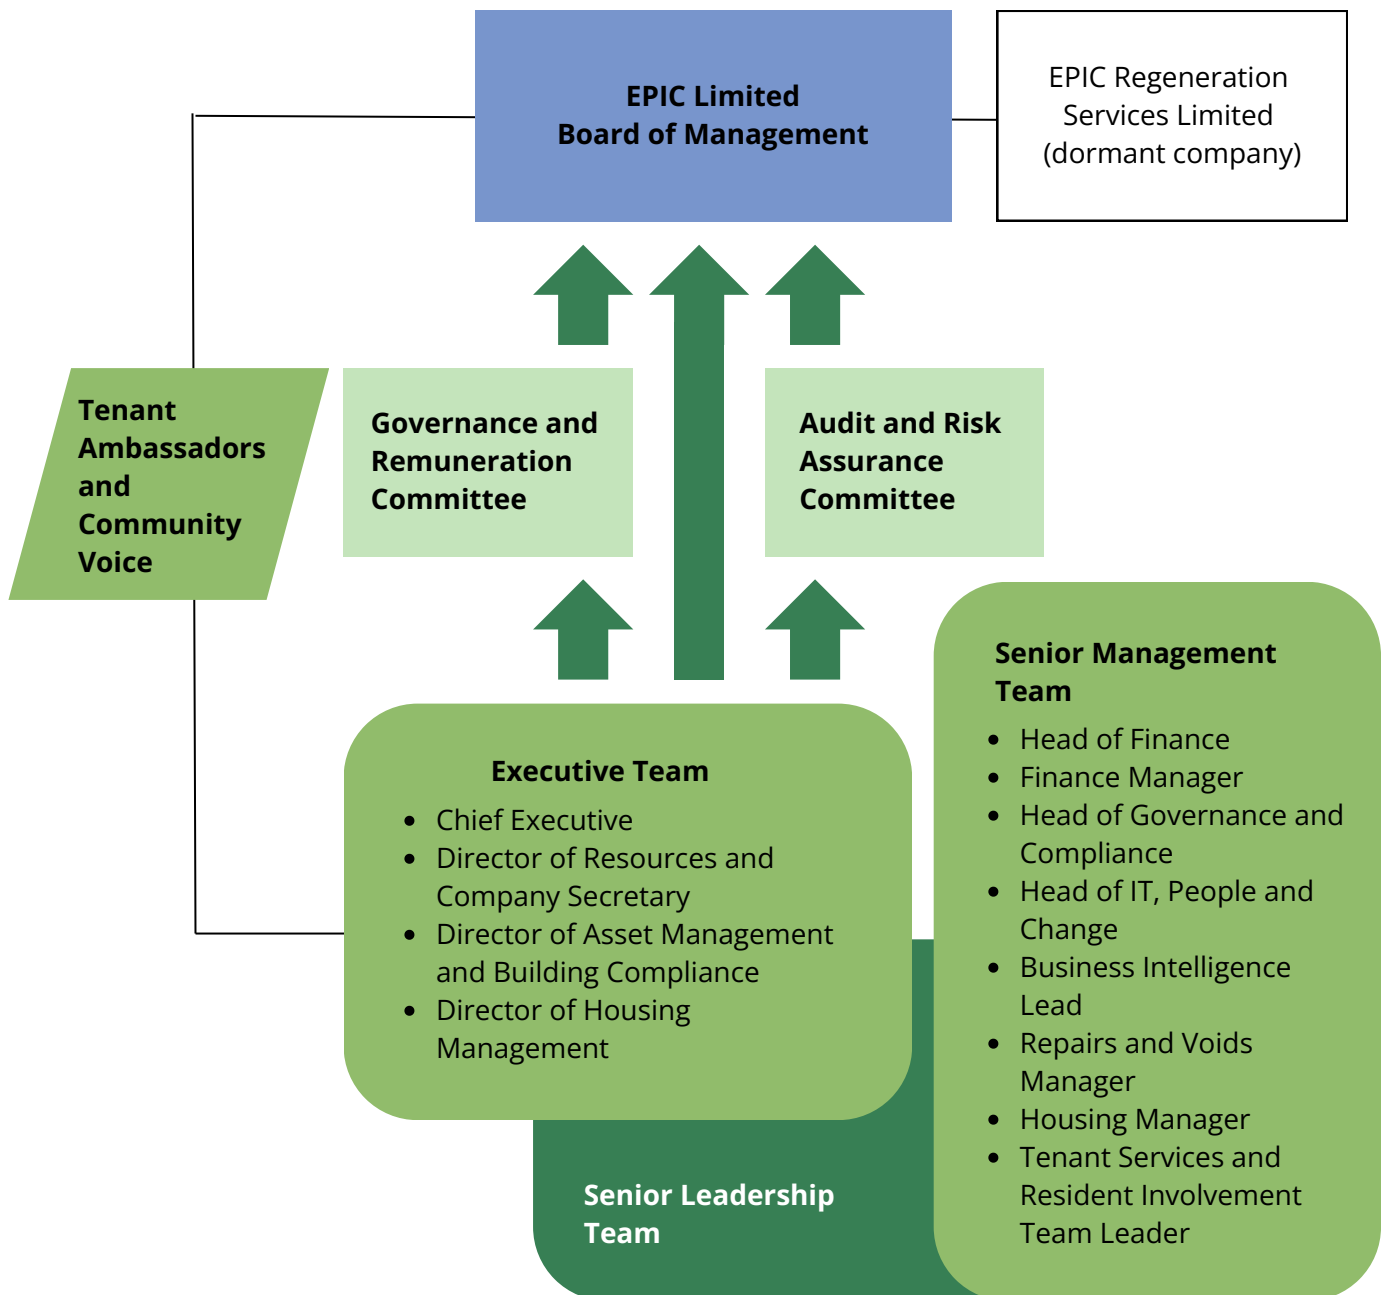 EPIC Limited
Board of Management
EPIC Regeneration
Services Limited
(dormant company)
Tenant
Ambassadors
and
Community
Voice
Governance and
Remuneration
Committee
Audit and Risk
Assurance
Committee
Executive Team
• Chief Executive
• Director of Resources and
Company Secretary
• Director of Asset Management
and Building Compliance
• Director of Housing
Management
Senior Management
Team
• Head of Finance
• Finance Manager
• Head of Governance and
Compliance
• Head of IT, People and
Change
• Business Intelligence
Lead
• Repairs and Voids
Manager
• Housing Manager
• Tenant Services and
Resident Involvement
Team Leader
Senior Leadership
Team